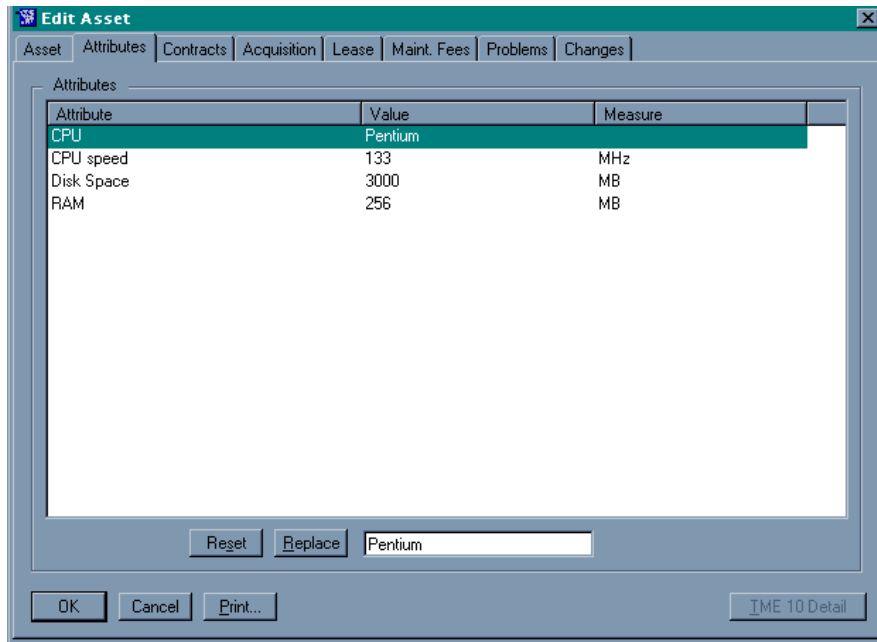 Edit Asset
Asset Attributes Contracts Acquisition Lease Maint. Fees Problems Changes
Attributes
Attribute Value Measure
CPU Pentium
CPU speed 133 MHz
Disk Space 3000 MB
RAM 256 MB
Reset Replace Pentium
OK Cancel Print... TME 10 Detail